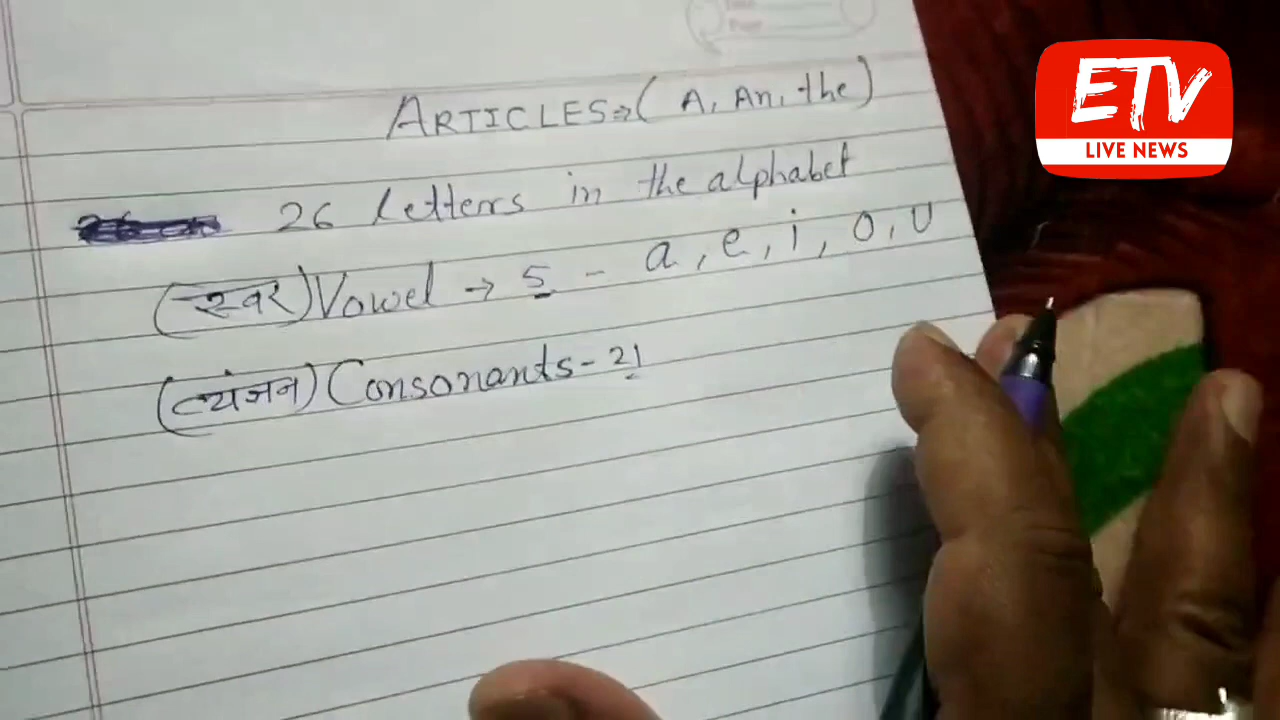 ARTICLES⇒( A, An, the)
26 letters in the alphabet
(स्वर) Vowel → 5 - a, e, i, o, u
(व्यंजन) Consonants - 21
ETV
LIVE NEWS